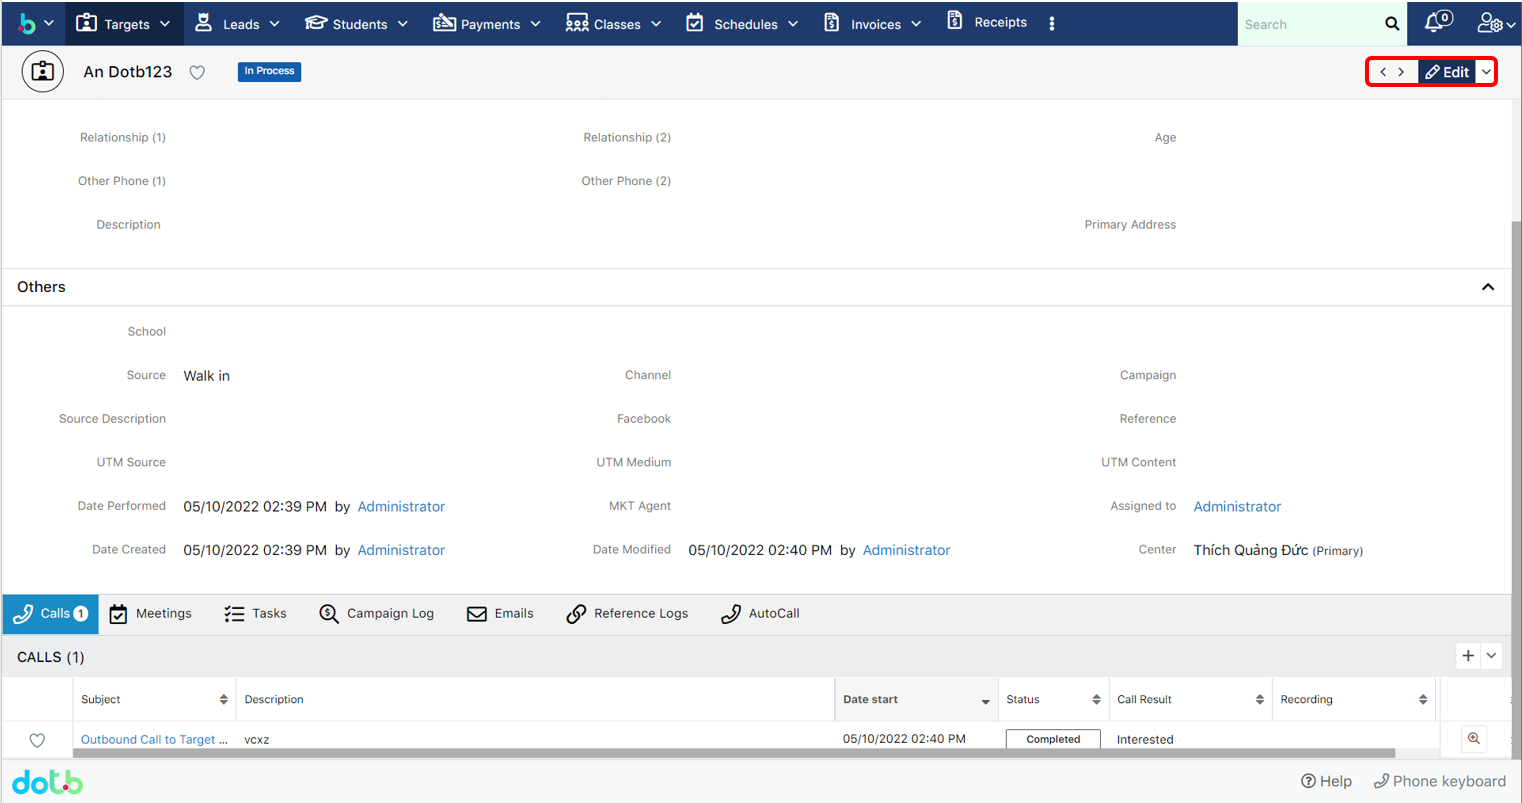 Targets Leads Students Payments Classes Schedules Invoices Receipts Search 0
An Dotb123 In Process Edit
Relationship (1) Relationship (2) Age
Other Phone (1) Other Phone (2)
Description Primary Address
Others
School
Source Walk in Channel Campaign
Source Description Facebook Reference
UTM Source UTM Medium UTM Content
Date Performed 05/10/2022 02:39 PM by Administrator MKT Agent Assigned to Administrator
Date Created 05/10/2022 02:39 PM by Administrator Date Modified 05/10/2022 02:40 PM by Administrator Center Thích Quảng Đức (Primary)
Calls 1 Meetings Tasks Campaign Log Emails Reference Logs AutoCall
CALLS (1)
Subject Description Date start Status Call Result Recording
Outbound Call to Target ... vcxz 05/10/2022 02:40 PM Completed Interested
dotb Help Phone keyboard